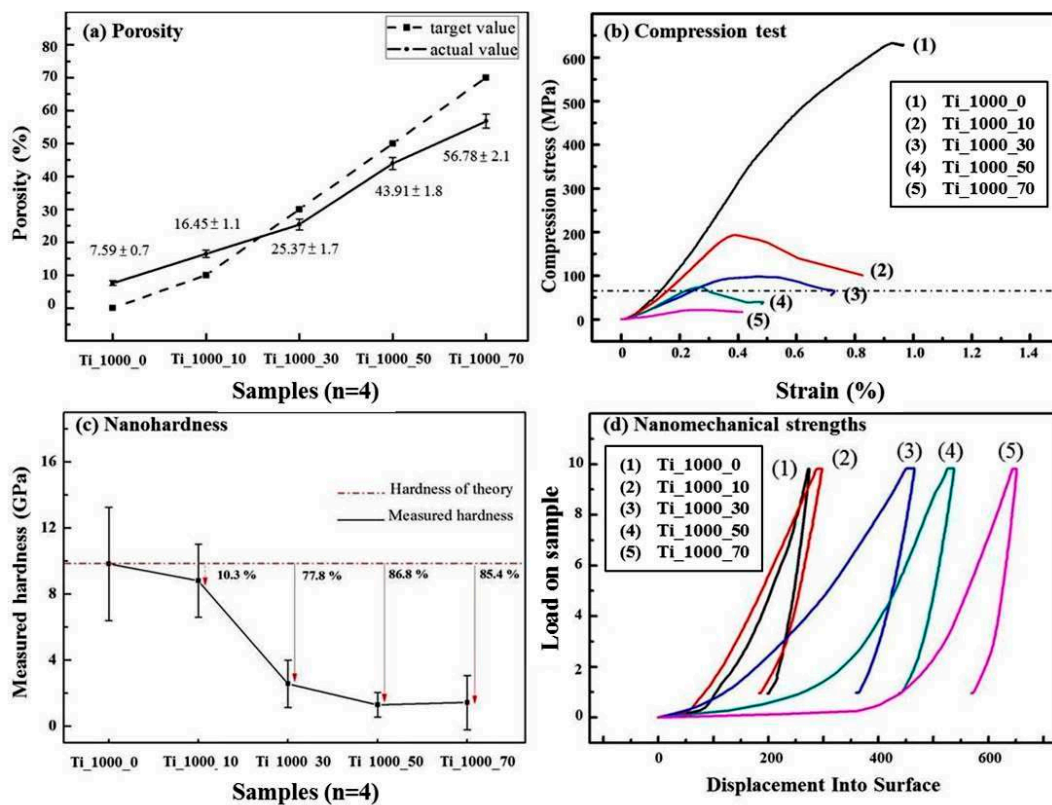 (a) Porosity
target value
actual value
80
70
60
50
40
30
20
10
0
Porosity (%)
7.59 ± 0.7
16.45 ± 1.1
25.37 ± 1.7
43.91 ± 1.8
56.78 ± 2.1
Ti_1000_0 Ti_1000_10 Ti_1000_30 Ti_1000_50 Ti_1000_70
Samples (n=4)
(b) Compression test
600
500
400
300
200
100
0
Compression stress (MPa)
(1)
(2)
(3)
(4)
(5)
(1) Ti_1000_0
(2) Ti_1000_10
(3) Ti_1000_30
(4) Ti_1000_50
(5) Ti_1000_70
0 0.2 0.4 0.6 0.8 1.0 1.2 1.4
Strain (%)
(c) Nanohardness
16
12
8
4
0
Measured hardness (GPa)
Hardness of theory
Measured hardness
10.3 % 77.8 % 86.8 % 85.4 %
Ti_1000_0 Ti_1000_10 Ti_1000_30 Ti_1000_50 Ti_1000_70
Samples (n=4)
(d) Nanomechanical strengths
(1) Ti_1000_0
(2) Ti_1000_10
(3) Ti_1000_30
(4) Ti_1000_50
(5) Ti_1000_70
(1) (2) (3) (4) (5)
10
8
6
4
2
0
Load on sample
0 200 400 600
Displacement Into Surface